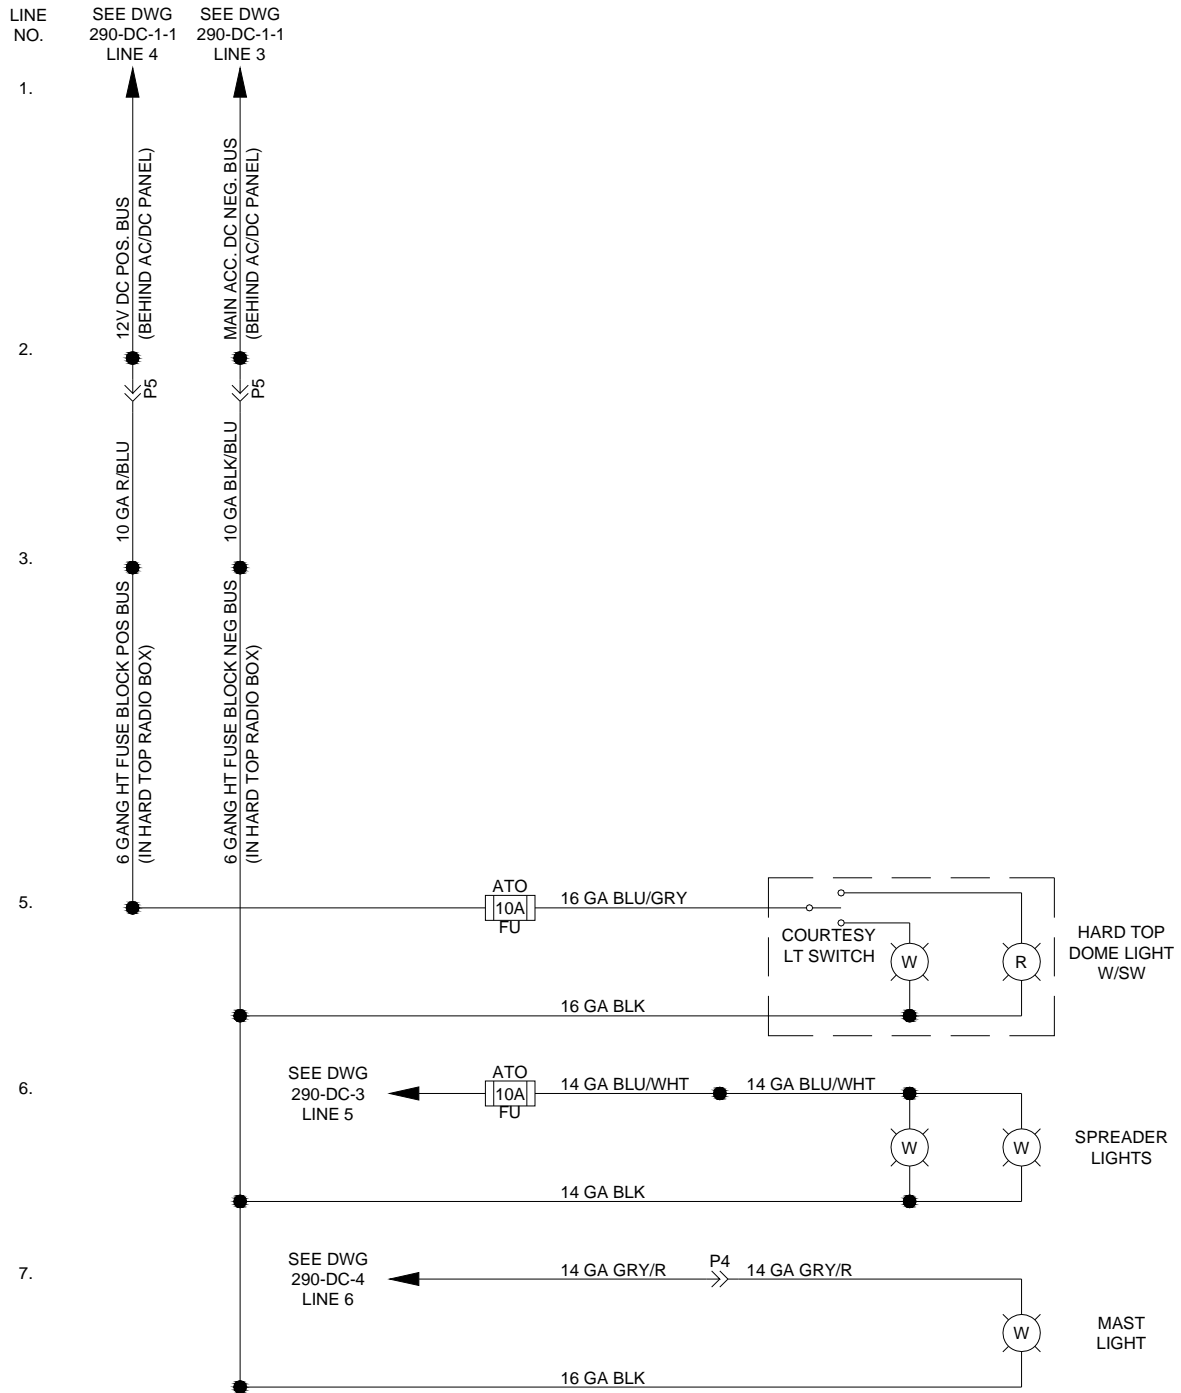 LINE
NO.
SEE DWG
290-DC-1-1
LINE 4
SEE DWG
290-DC-1-1
LINE 3
1.
12V DC POS. BUS
(BEHIND AC/DC PANEL)
MAIN ACC. DC NEG. BUS
(BEHIND AC/DC PANEL)
2.
P5
P5
10 GA R/BLU
10 GA BLK/BLU
3.
6 GANG HT FUSE BLOCK POS BUS
(IN HARD TOP RADIO BOX)
6 GANG HT FUSE BLOCK NEG BUS
(IN HARD TOP RADIO BOX)
5.
ATO
10A
FU
16 GA BLU/GRY
COURTESY
LT SWITCH
W
R
HARD TOP
DOME LIGHT
W/SW
16 GA BLK
6.
SEE DWG
290-DC-3
LINE 5
ATO
10A
FU
14 GA BLU/WHT
14 GA BLU/WHT
W
W
SPREADER
LIGHTS
14 GA BLK
7.
SEE DWG
290-DC-4
LINE 6
14 GA GRY/R
P4
14 GA GRY/R
W
MAST
LIGHT
16 GA BLK